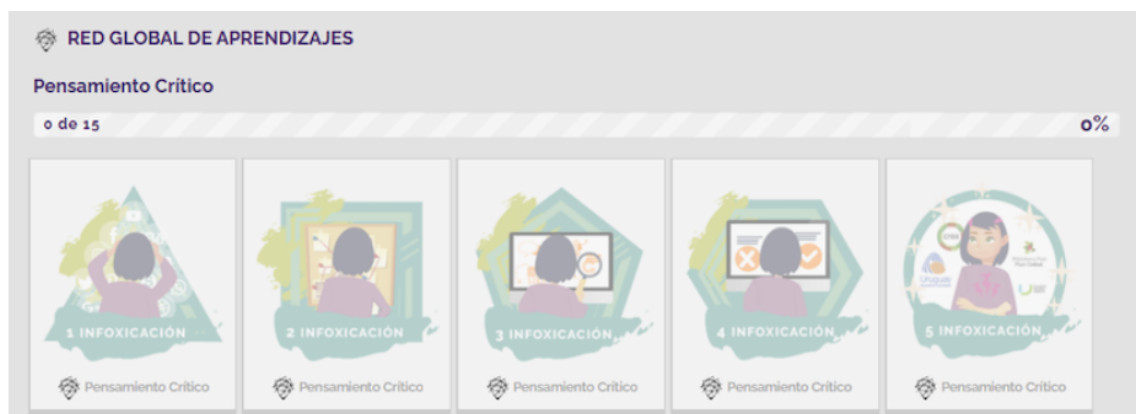 RED GLOBAL DE APRENDIZAJES
Pensamiento Crítico
0 de 15
0%
1 INFOXICACIÓN
2 INFOXICACIÓN
3 INFOXICACIÓN
4 INFOXICACIÓN
5 INFOXICACIÓN
Uruguay
Pensamiento Crítico
Pensamiento Crítico
Pensamiento Crítico
Pensamiento Crítico
Pensamiento Crítico